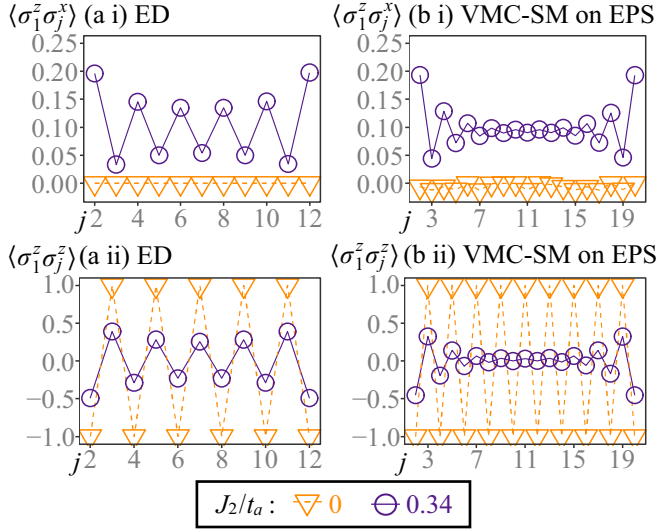 ⟨σ₁ᶻσⱼˣ⟩ (a i) ED
0.25
0.20
0.15
0.10
0.05
0.00
j 2 4 6 8 10 12
⟨σ₁ᶻσⱼˣ⟩ (b i) VMC-SM on EPS
0.25
0.20
0.15
0.10
0.05
0.00
j 3 7 11 15 19
⟨σ₁ᶻσⱼᶻ⟩ (a ii) ED
1.0
0.5
0.0
−0.5
−1.0
j 2 4 6 8 10 12
⟨σ₁ᶻσⱼᶻ⟩ (b ii) VMC-SM on EPS
1.0
0.5
0.0
−0.5
−1.0
j 3 7 11 15 19
J₂/tₐ : 0 0.34